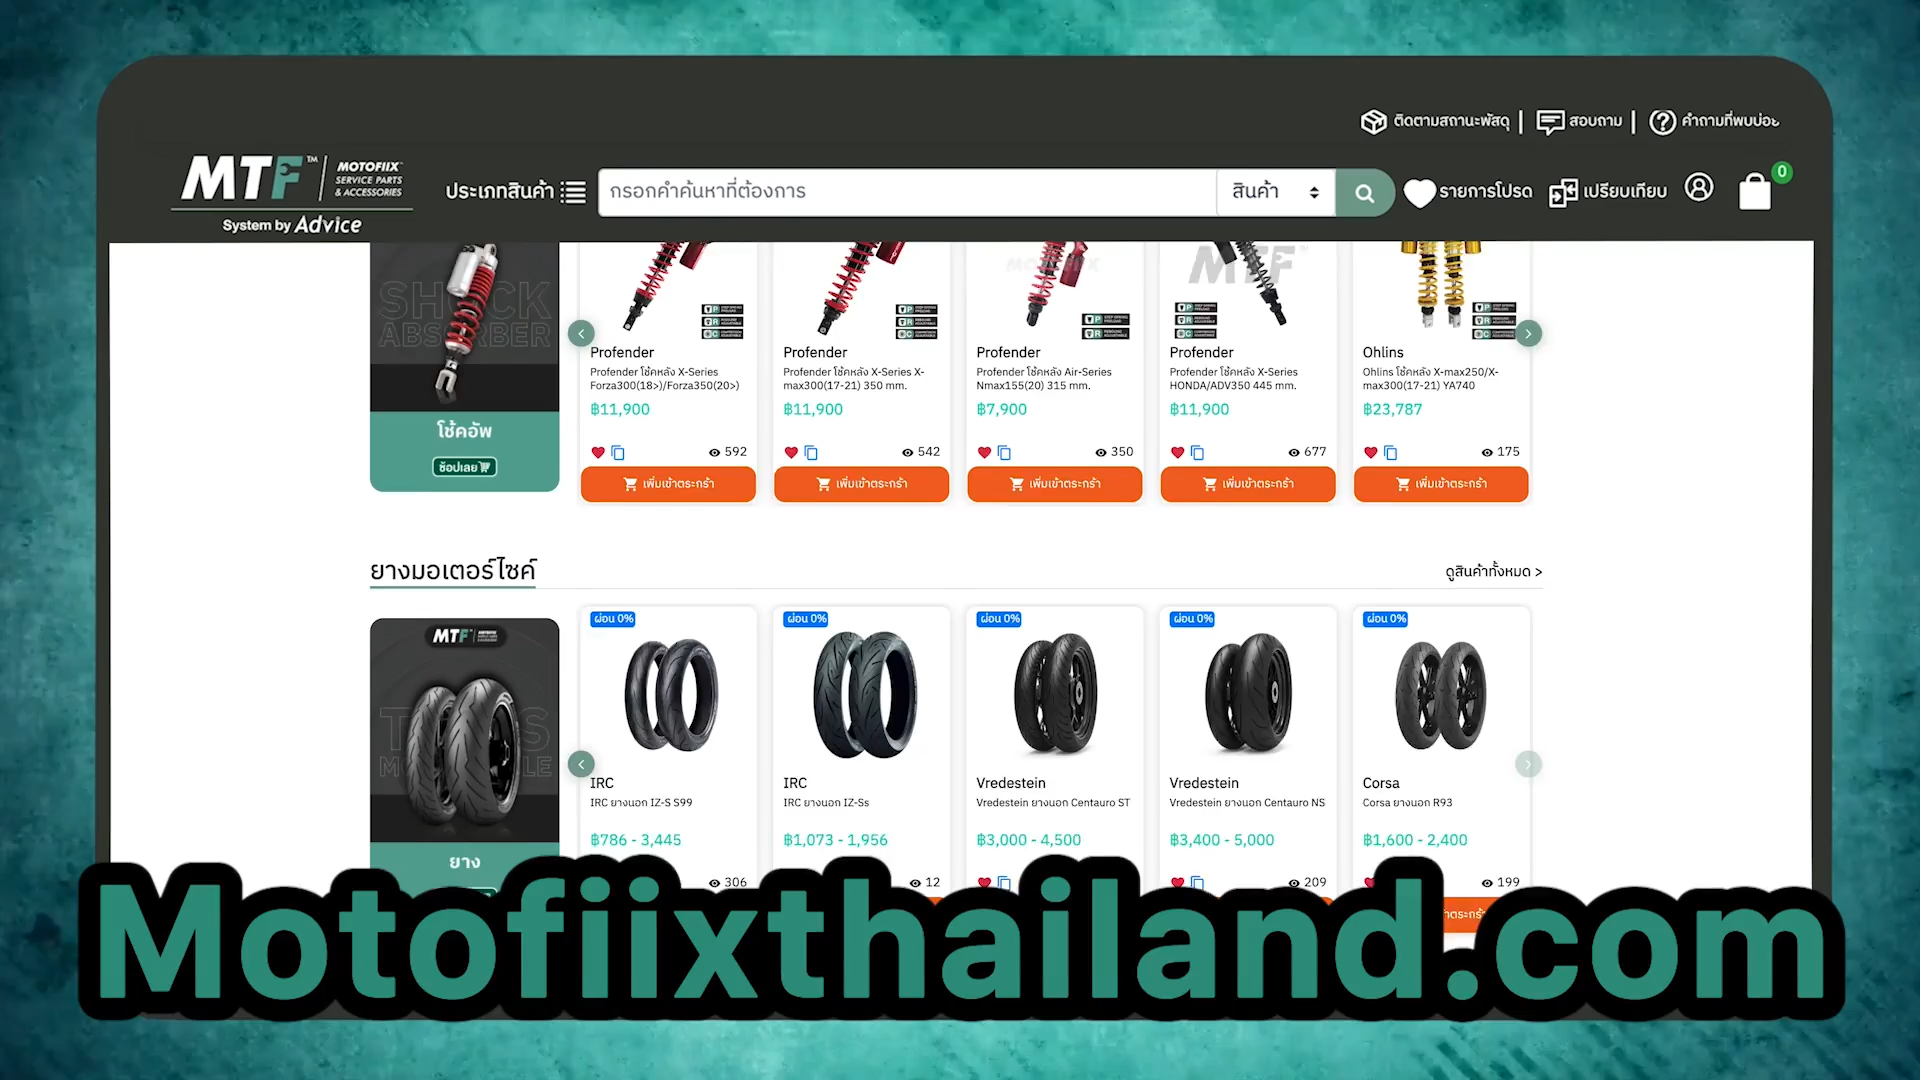 ติดตามสถานะพัสดุ | สอบถาม | คำถามที่พบบ่อย
MTF™ | MOTOFIIX™ SERVICE PARTS & ACCESSORIES
System by Advice
ประเภทสินค้า
กรอกคำค้นหาที่ต้องการ
สินค้า
รายการโปรด
เปรียบเทียบ
0
SHOCK
ABSORBER
โช้คอัพ
ช้อปเลย
Profender
Profender โช้คหลัง X-Series
Forza300(18>)/Forza350(20>)
฿11,900
592
เพิ่มเข้าตระกร้า
Profender
Profender โช้คหลัง X-Series X-
max300(17-21) 350 mm.
฿11,900
542
เพิ่มเข้าตระกร้า
Profender
Profender โช้คหลัง Air-Series
Nmax155(20) 315 mm.
฿7,900
350
เพิ่มเข้าตระกร้า
MTF
Profender
Profender โช้คหลัง X-Series
HONDA/ADV350 445 mm.
฿11,900
677
เพิ่มเข้าตระกร้า
Ohlins
Ohlins โช้คหลัง X-max250/X-
max300(17-21) YA740
฿23,787
175
เพิ่มเข้าตระกร้า
ยางมอเตอร์ไซค์
ดูสินค้าทั้งหมด >
MTF
ยาง
ผ่อน 0%
IRC
IRC ยางนอก IZ-S S99
฿786 - 3,445
306
ผ่อน 0%
IRC
IRC ยางนอก IZ-Ss
฿1,073 - 1,956
12
ผ่อน 0%
Vredestein
Vredestein ยางนอก Centauro ST
฿3,000 - 4,500
ผ่อน 0%
Vredestein
Vredestein ยางนอก Centauro NS
฿3,400 - 5,000
209
ผ่อน 0%
Corsa
Corsa ยางนอก R93
฿1,600 - 2,400
199
Motofiixthailand.com